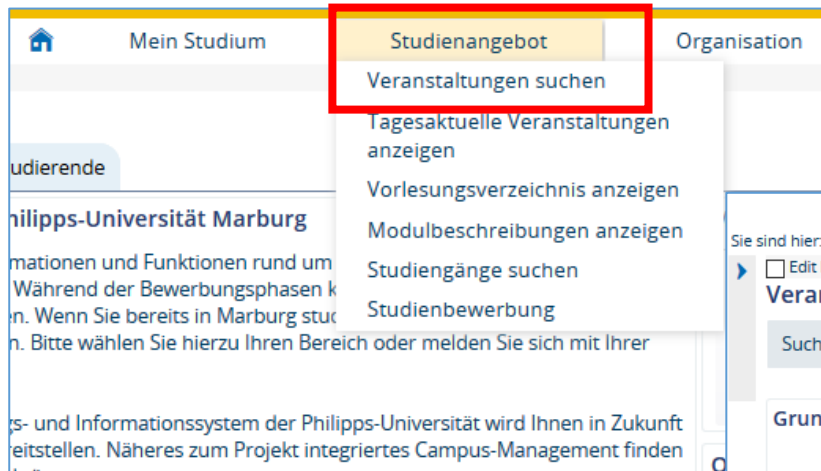 Mein Studium Studienangebot Organisation
Veranstaltungen suchen
Tagesaktuelle Veranstaltungen
anzeigen
Vorlesungsverzeichnis anzeigen
Modulbeschreibungen anzeigen
Studiengänge suchen
Studienbewerbung
udierende
hilipps-Universität Marburg
mationen und Funktionen rund um
Während der Bewerbungsphasen k
n. Wenn Sie bereits in Marburg stud
n. Bitte wählen Sie hierzu Ihren Bereich oder melden Sie sich mit Ihrer
gs- und Informationssystem der Philipps-Universität wird Ihnen in Zukunft
reitstellen. Näheres zum Projekt integriertes Campus-Management finden
Sie sind hier
Edit
Vera
Such
Grun